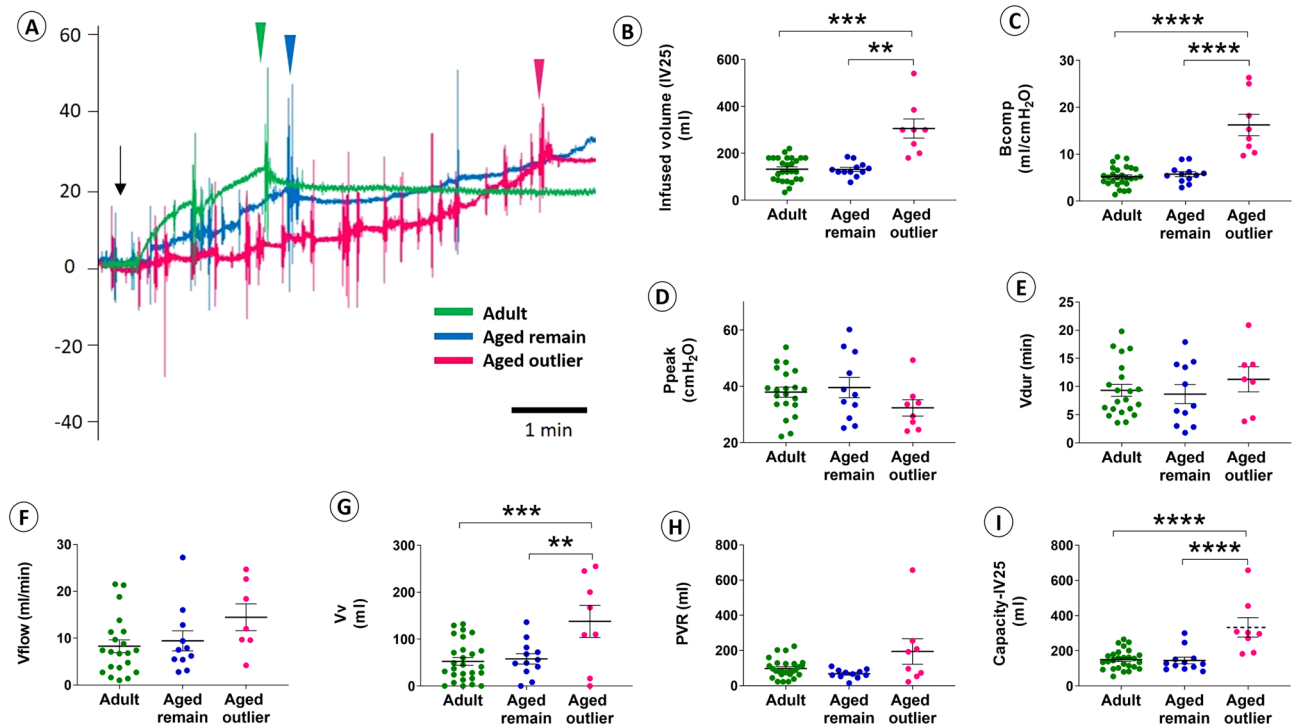 A
60
40
20
0
-20
-40
Adult
Aged remain
Aged outlier
1 min
B
Infused volume (IV25)
(ml)
600
400
200
0
***
**
Adult
Aged
remain
Aged
outlier
C
Bcomp
(ml/cmH2O)
30
20
10
0
****
****
Adult
Aged
remain
Aged
outlier
D
Ppeak
(cmH2O)
60
40
20
Adult
Aged
remain
Aged
outlier
E
Vdur (min)
25
20
15
10
5
0
Adult
Aged
remain
Aged
outlier
F
Vflow (ml/min)
30
20
10
0
Adult
Aged
remain
Aged
outlier
G
Vv
(ml)
300
200
100
0
***
**
Adult
Aged
remain
Aged
outlier
H
PVR (ml)
800
600
400
200
0
Adult
Aged
remain
Aged
outlier
I
Capacity-IV25
(ml)
800
600
400
200
0
****
****
Adult
Aged
remain
Aged
outlier